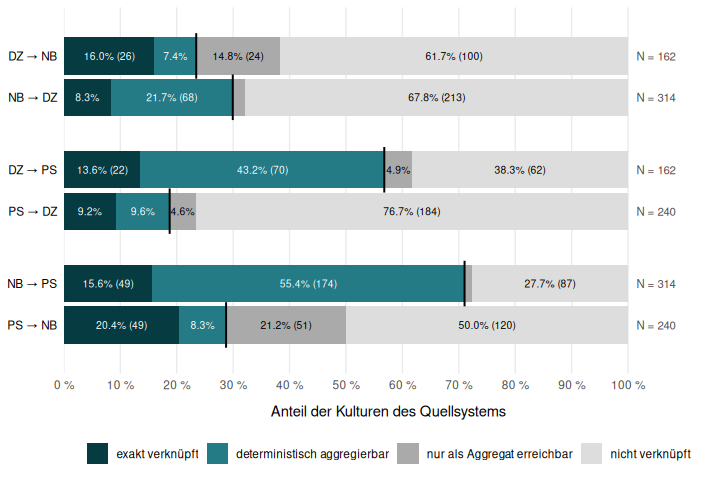 DZ → NB 16.0% (26) 7.4% 14.8% (24) 61.7% (100) N = 162
NB → DZ 8.3% 21.7% (68) 67.8% (213) N = 314
DZ → PS 13.6% (22) 43.2% (70) 4.9% 38.3% (62) N = 162
PS → DZ 9.2% 9.6% 4.6% 76.7% (184) N = 240
NB → PS 15.6% (49) 55.4% (174) 27.7% (87) N = 314
PS → NB 20.4% (49) 8.3% 21.2% (51) 50.0% (120) N = 240
0 % 10 % 20 % 30 % 40 % 50 % 60 % 70 % 80 % 90 % 100 %
Anteil der Kulturen des Quellsystems
exakt verknüpft deterministisch aggregierbar nur als Aggregat erreichbar nicht verknüpft